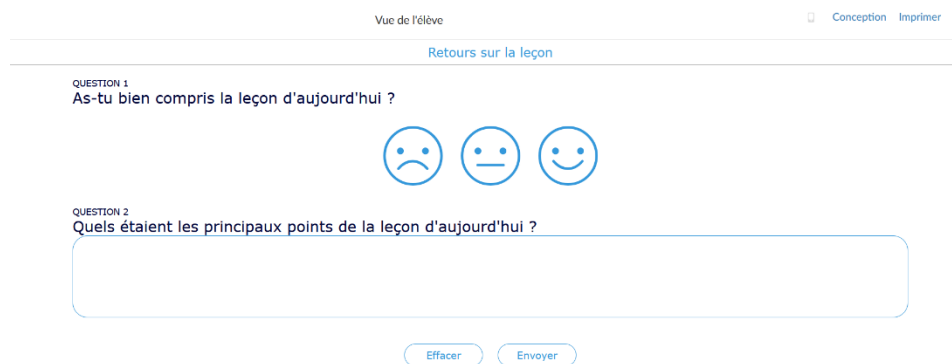 Vue de l'élève
Conception Imprimer
Retours sur la leçon
QUESTION 1
As-tu bien compris la leçon d'aujourd'hui ?
QUESTION 2
Quels étaient les principaux points de la leçon d'aujourd'hui ?
Effacer Envoyer